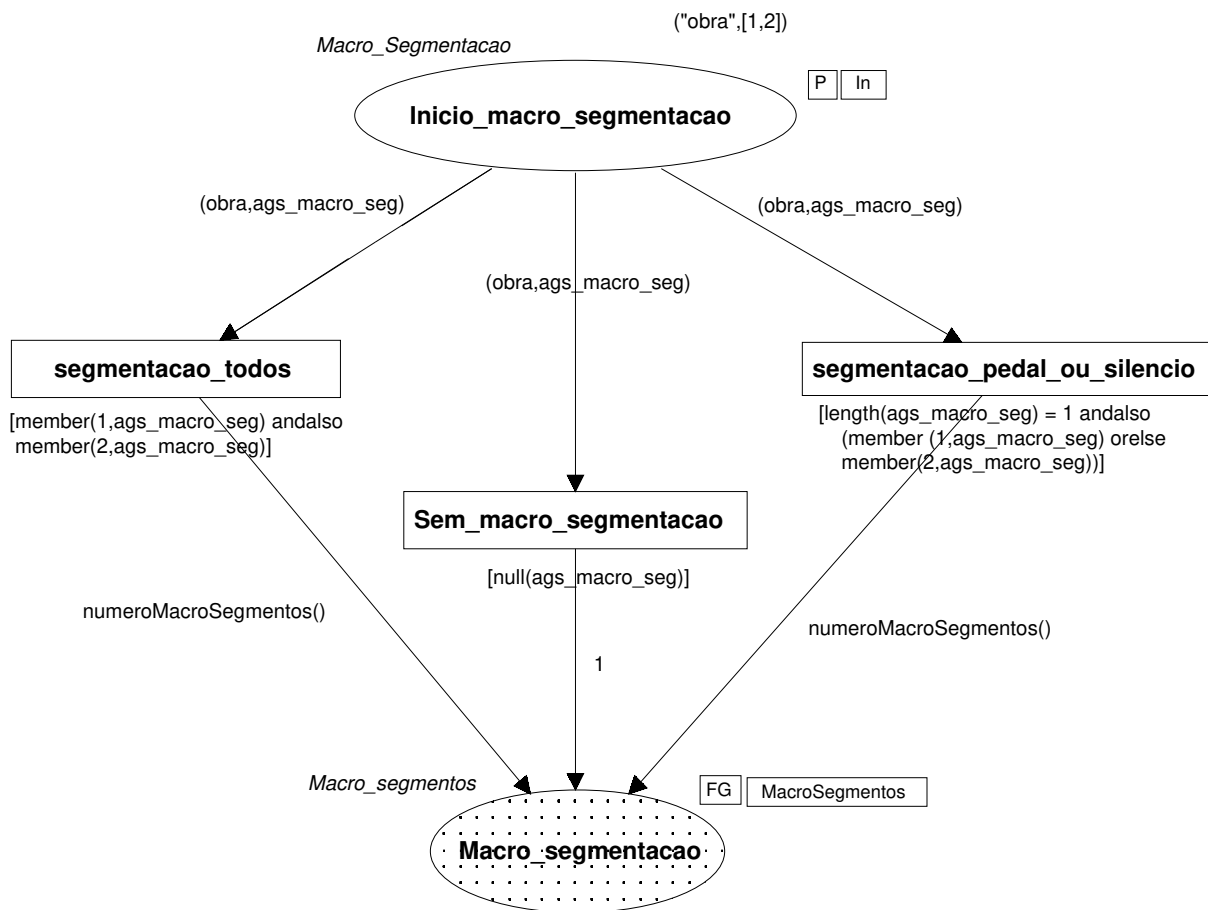 ("obra",[1,2])
Macro_Segmentacao
P In
Inicio_macro_segmentacao
(obra,ags_macro_seg)
(obra,ags_macro_seg)
(obra,ags_macro_seg)
segmentacao_todos
[member(1,ags_macro_seg) andalso
member(2,ags_macro_seg)]
segmentacao_pedal_ou_silencio
[length(ags_macro_seg) = 1 andalso
(member (1,ags_macro_seg) orelse
member(2,ags_macro_seg))]
Sem_macro_segmentacao
[null(ags_macro_seg)]
numeroMacroSegmentos()
numeroMacroSegmentos()
1
Macro_segmentos
FG MacroSegmentos
Macro_segmentacao